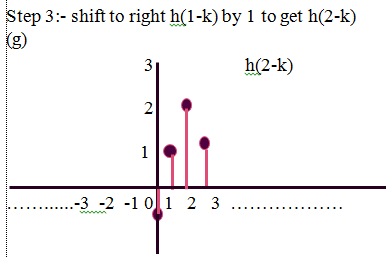 Step 3:- shift to right h(1-k) by 1 to get h(2-k)
(g)
3
h(2-k)
2
1
………..-3 -2 -1 0 1 2 3 ……………….